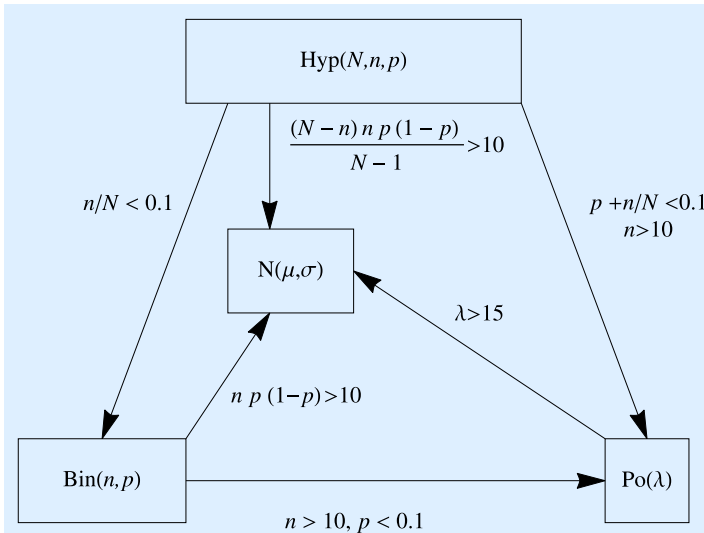 Hyp(N,n,p)
(N − n) n p (1 − p)
N − 1
>10
n/N < 0.1
p +n/N <0.1
n>10
N(μ,σ)
λ>15
n p (1−p)>10
Bin(n,p)
Po(λ)
n > 10, p < 0.1